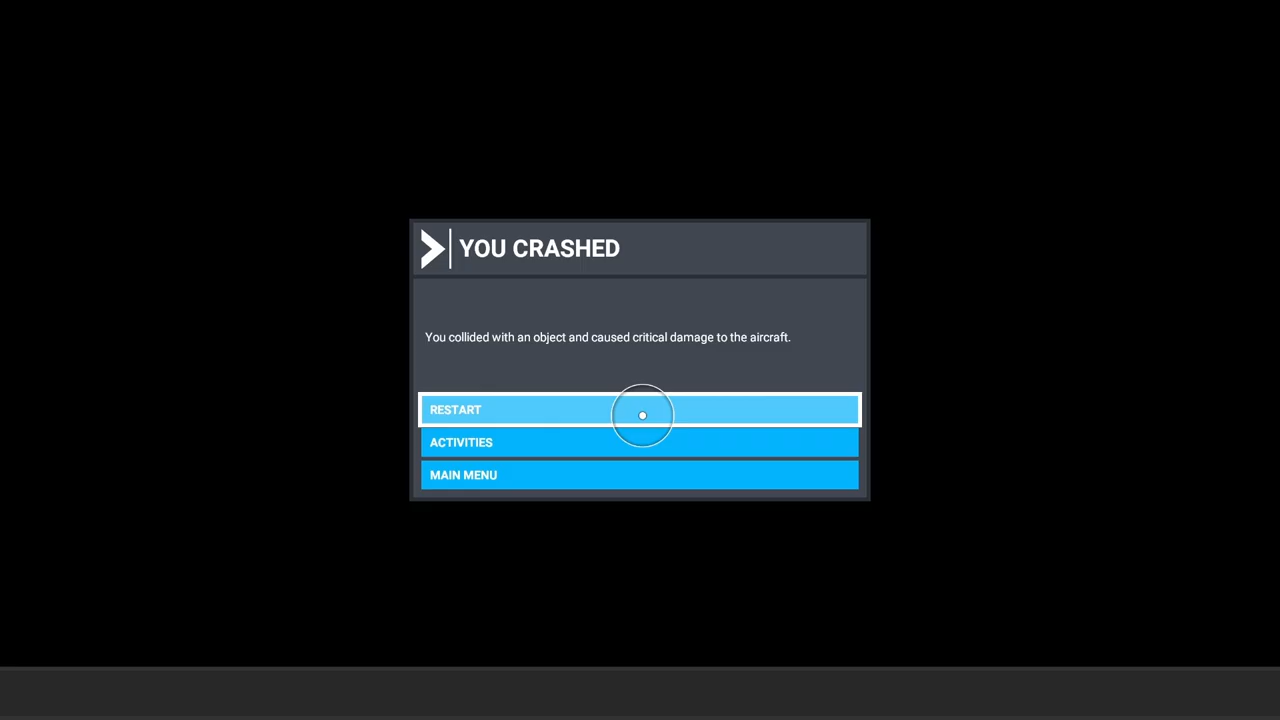 YOU CRASHED
You collided with an object and caused critical damage to the aircraft.
RESTART
ACTIVITIES
MAIN MENU